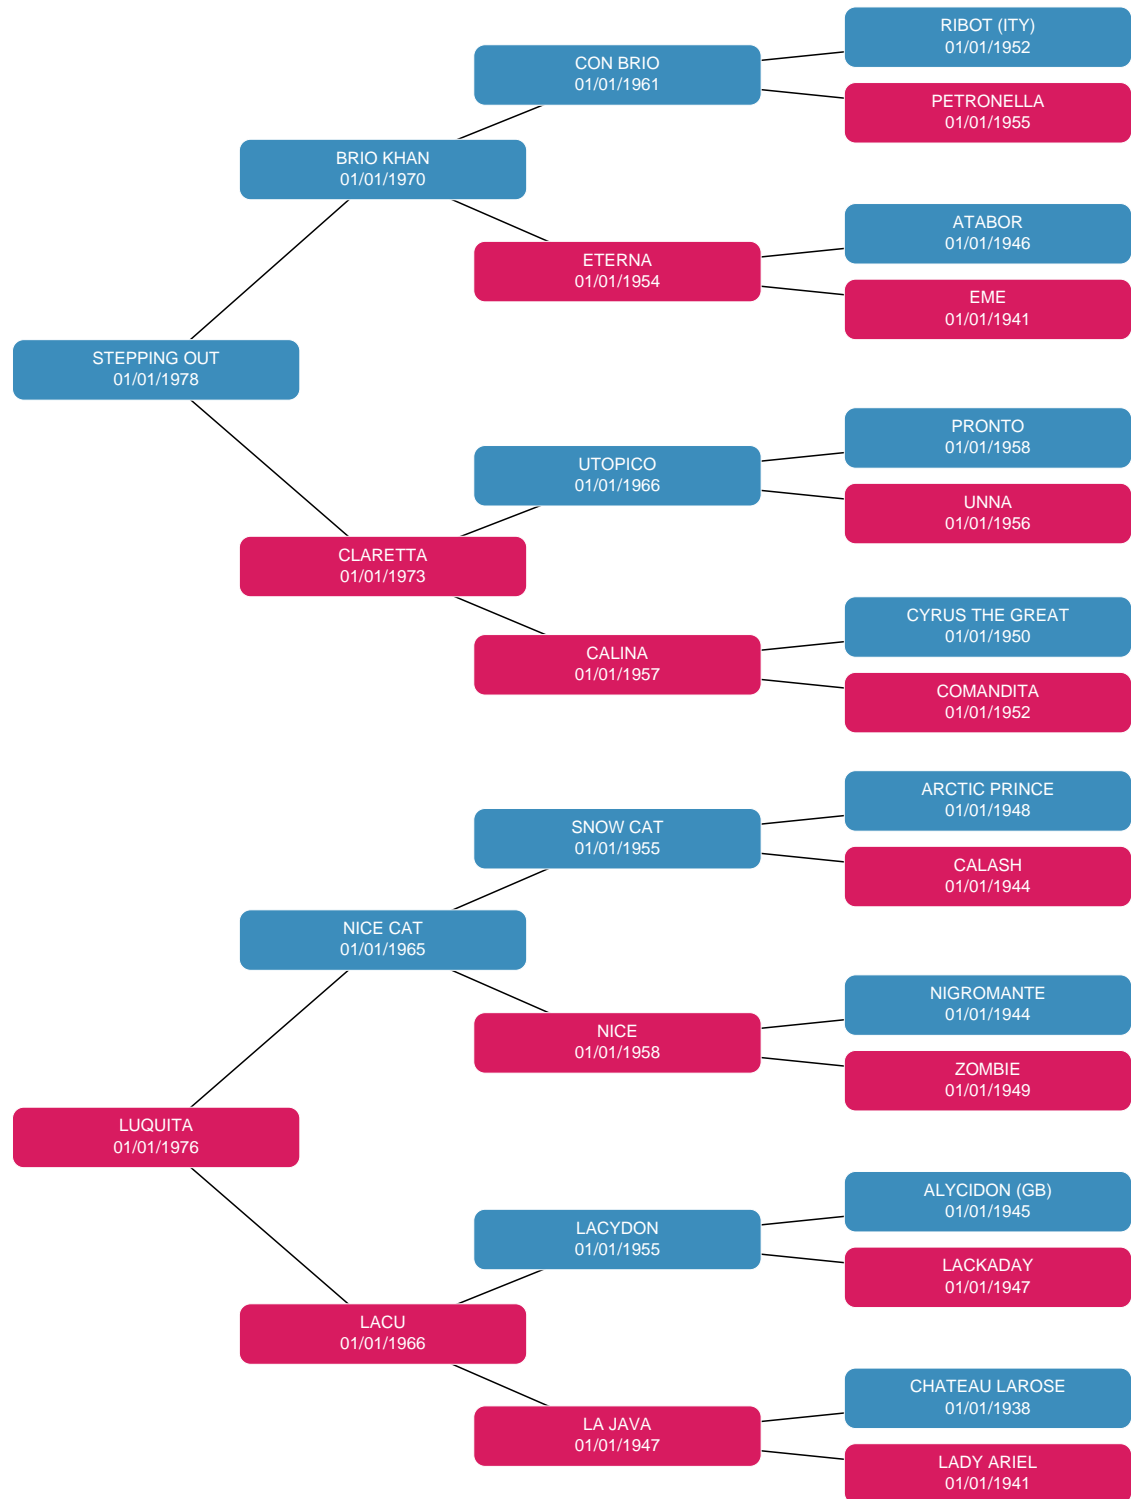 RIBOT (ITY)
01/01/1952
CON BRIO
01/01/1961
PETRONELLA
01/01/1955
BRIO KHAN
01/01/1970
ATABOR
01/01/1946
ETERNA
01/01/1954
EME
01/01/1941
STEPPING OUT
01/01/1978
PRONTO
01/01/1958
UTOPICO
01/01/1966
UNNA
01/01/1956
CLARETTA
01/01/1973
CYRUS THE GREAT
01/01/1950
CALINA
01/01/1957
COMANDITA
01/01/1952
ARCTIC PRINCE
01/01/1948
SNOW CAT
01/01/1955
CALASH
01/01/1944
NICE CAT
01/01/1965
NIGROMANTE
01/01/1944
NICE
01/01/1958
ZOMBIE
01/01/1949
LUQUITA
01/01/1976
ALYCIDON (GB)
01/01/1945
LACYDON
01/01/1955
LACKADAY
01/01/1947
LACU
01/01/1966
CHATEAU LAROSE
01/01/1938
LA JAVA
01/01/1947
LADY ARIEL
01/01/1941